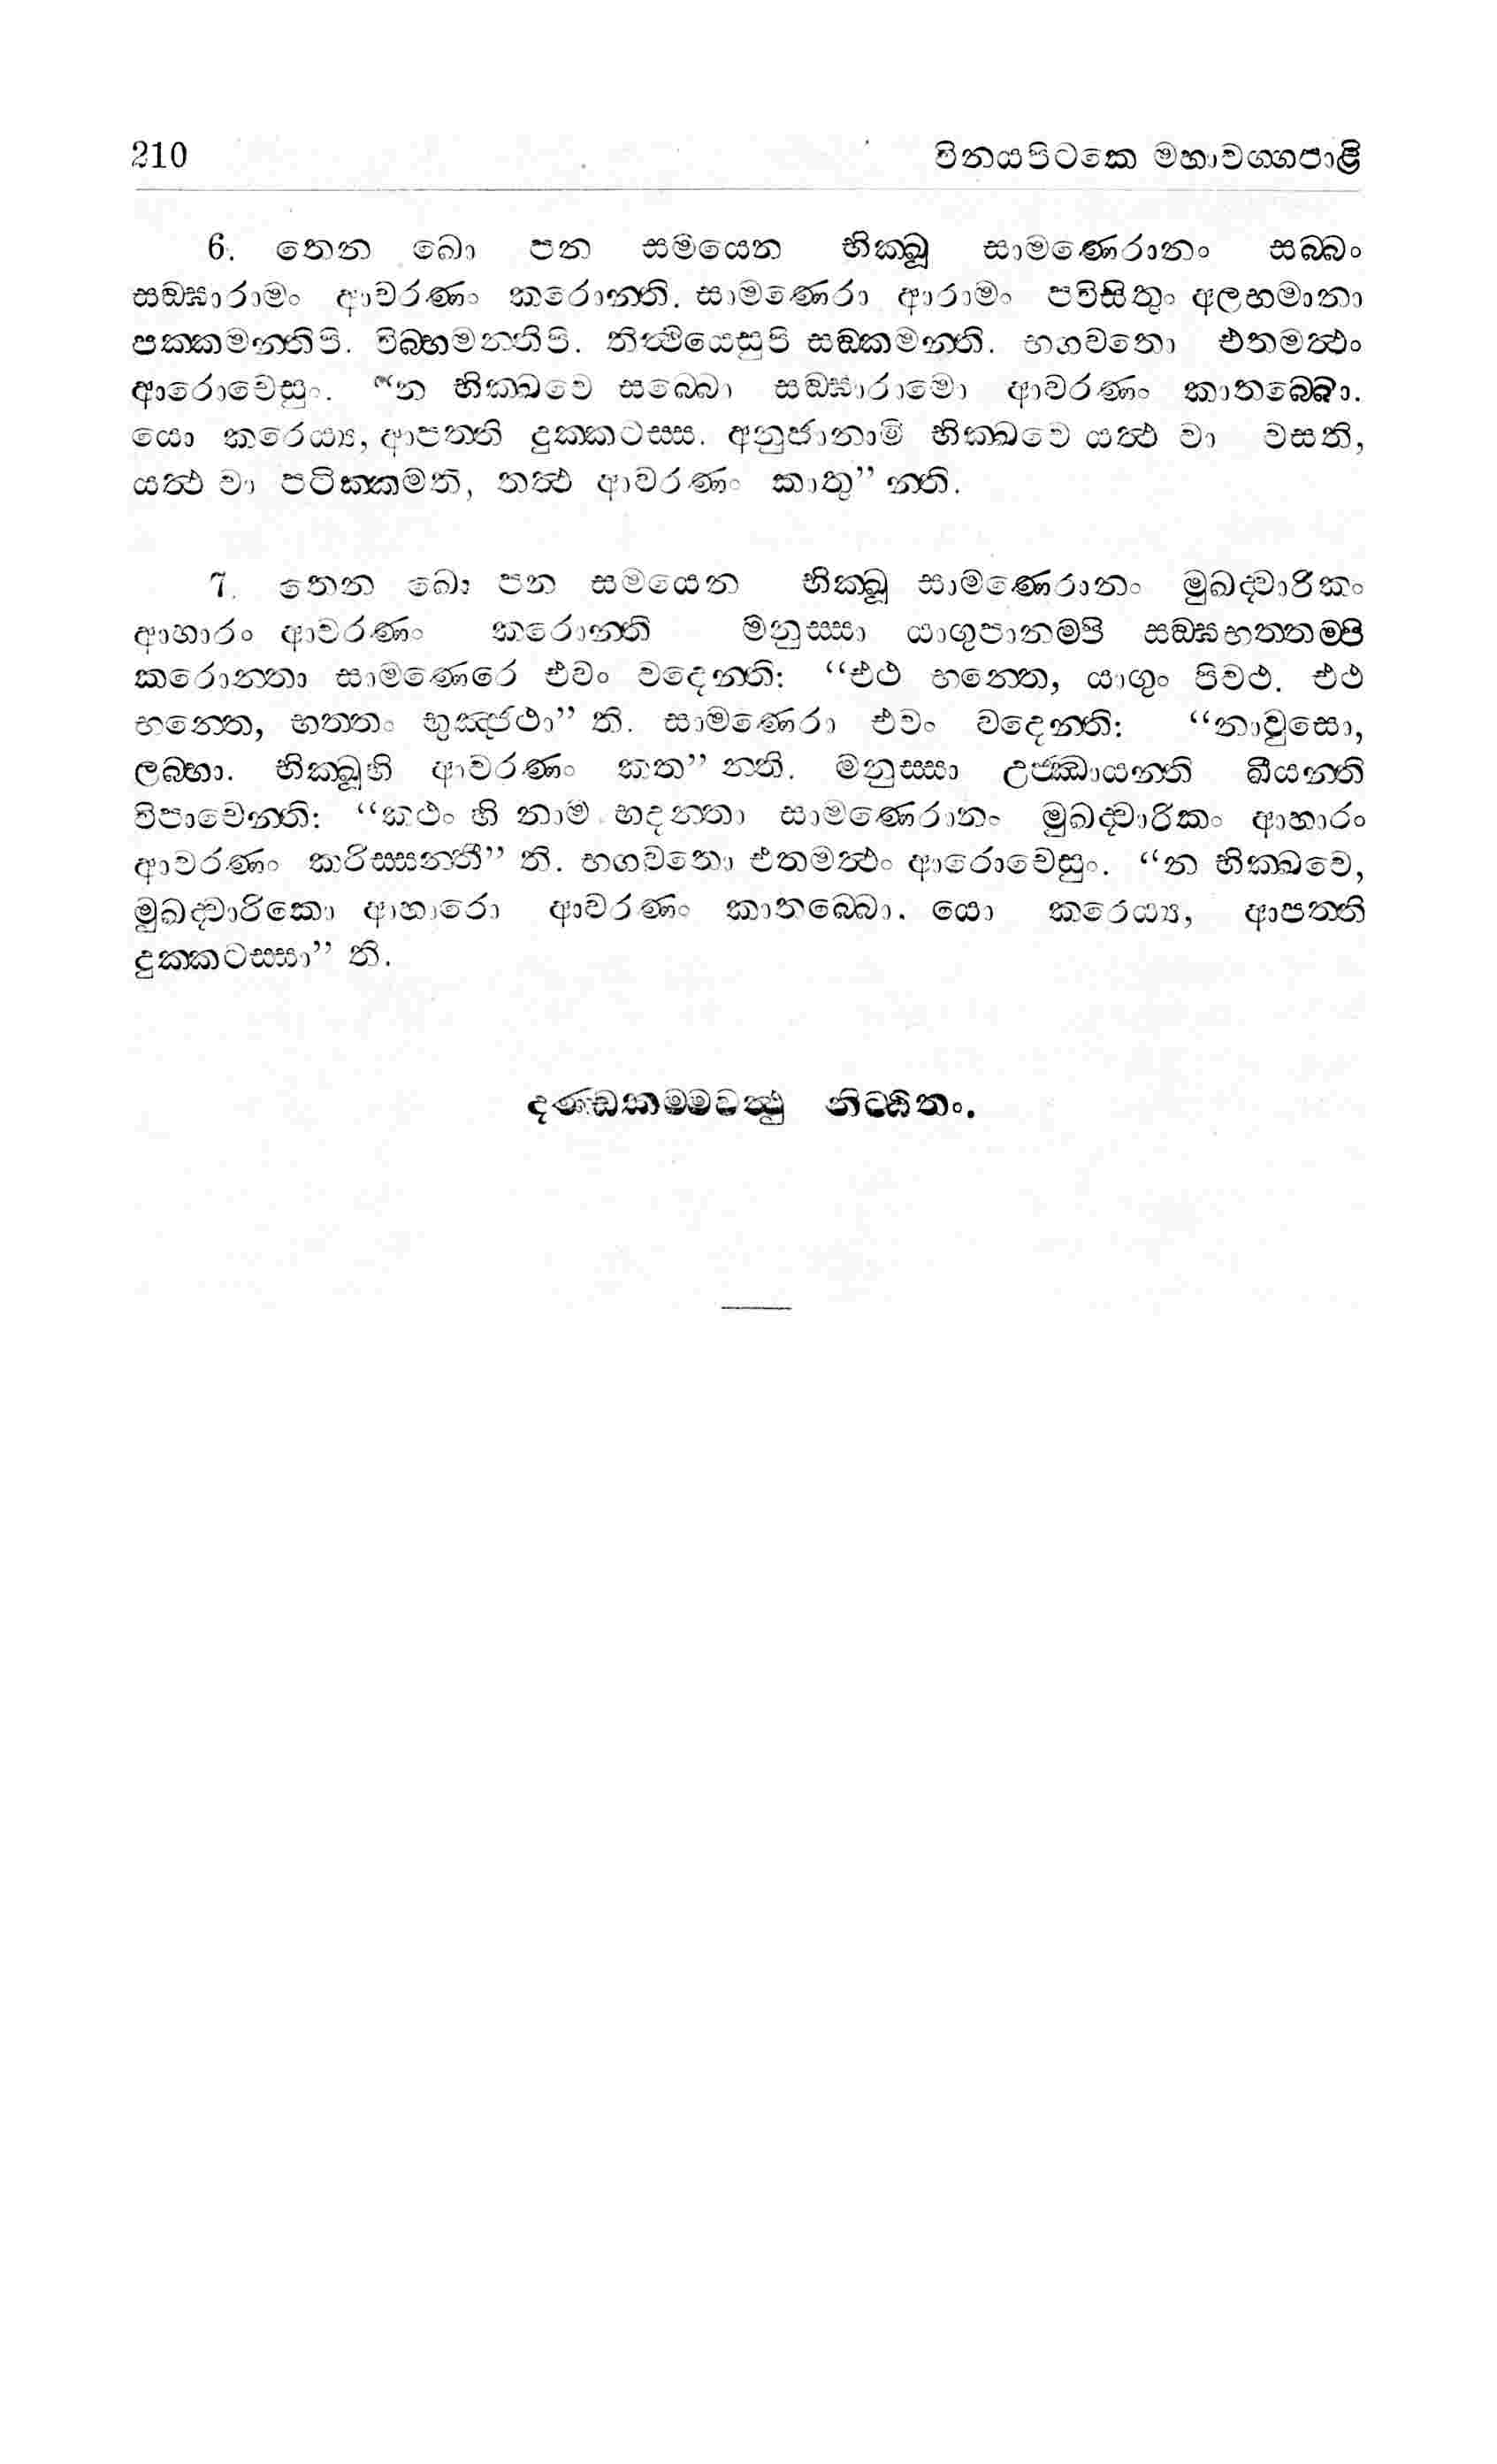 210 විනයපිටකෙ මහාවග්ගපාළි
6. තෙන ඛො පන සමයෙන භික්ඛූ සාමණෙරානං සබ්බං
සඞ්ඝාරාමං ආවරණං කරොන්ති. සාමණෙරා ආරාමං පවිසිතුං අලභමානා
පක්කමන්තිපි. විබ්භමන්තිපි. තිත්ථියෙසුපි සඞ්කමන්ති. භගවතො එතමත්ථං
ආරොචෙසුං. “න භික්ඛවෙ සබ්බො සඞ්ඝාරාමො ආවරණං කාතබ්බො.
යො කරෙය්‍ය, ආපත්ති දුක්කටස්ස. අනුජානාමි භික්ඛවෙ යත්ථ වා වසති,
යත්ථ වා පටික්කමති, තත්ථ ආවරණං කාතු” න්ති.
7. තෙන ඛො පන සමයෙන භික්ඛූ සාමණෙරානං මුඛද්වාරිකං
ආහාරං ආවරණං කරොන්ති මනුස්සා යාගුපානම්පි සඞ්ඝභත්තම්පි
කරොන්තා සාමණෙරෙ එවං වදෙන්ති: “එථ භන්තෙ, යාගුං පිවථ. එථ
භන්තෙ, භත්තං භුඤ්ජථා” ති. සාමණෙරා එවං වදෙන්ති: “නාවුසො,
ලබ්භා. භික්ඛූහි ආවරණං කත” න්ති. මනුස්සා උජ්ඣායන්ති ඛීයන්ති
විපාචෙන්ති: “කථං හි නාම භදන්තා සාමණෙරානං මුඛද්වාරිකං ආහාරං
ආවරණං කරිස්සන්තී” ති. භගවතො එතමත්ථං ආරොචෙසුං. “න භික්ඛවෙ,
මුඛද්වාරිකො ආහාරො ආවරණං කාතබ්බො. යො කරෙය්‍ය, ආපත්ති
දුක්කටස්සා” ති.
දණ්ඩකම්මවත්ථු නිට්ඨිතං.